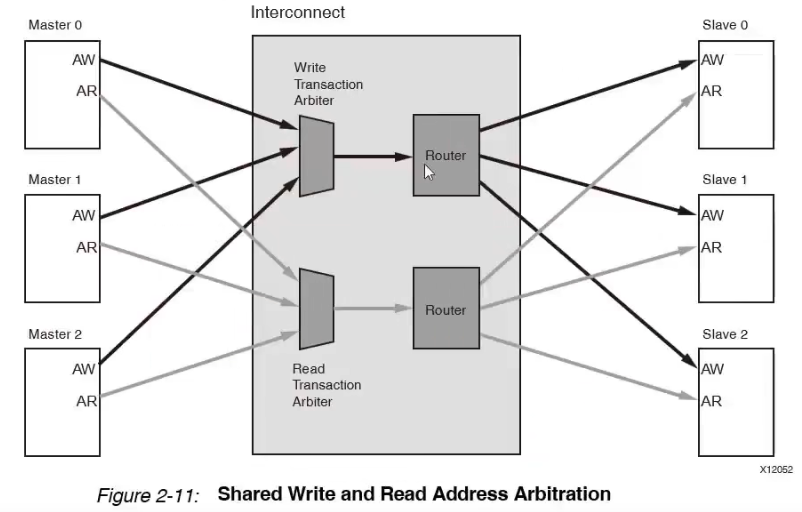 Interconnect
Master 0
AW
AR
Master 1
AW
AR
Master 2
AW
AR
Write
Transaction
Arbiter
Router
Read
Transaction
Arbiter
Router
Slave 0
AW
AR
Slave 1
AW
AR
Slave 2
AW
AR
X12052
Figure 2-11: Shared Write and Read Address Arbitration